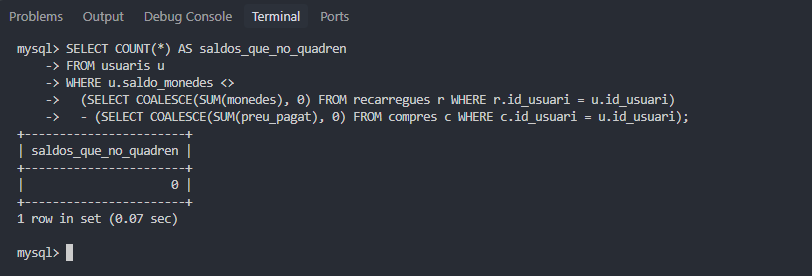 Problems Output Debug Console Terminal Ports
mysql> SELECT COUNT(*) AS saldos_que_no_quadren
    -> FROM usuaris u
    -> WHERE u.saldo_monedes <>
    ->   (SELECT COALESCE(SUM(monedes), 0) FROM recarregues r WHERE r.id_usuari = u.id_usuari)
    ->   - (SELECT COALESCE(SUM(preu_pagat), 0) FROM compres c WHERE c.id_usuari = u.id_usuari);
+-----------------------+
| saldos_que_no_quadren |
+-----------------------+
|                     0 |
+-----------------------+
1 row in set (0.07 sec)
mysql>